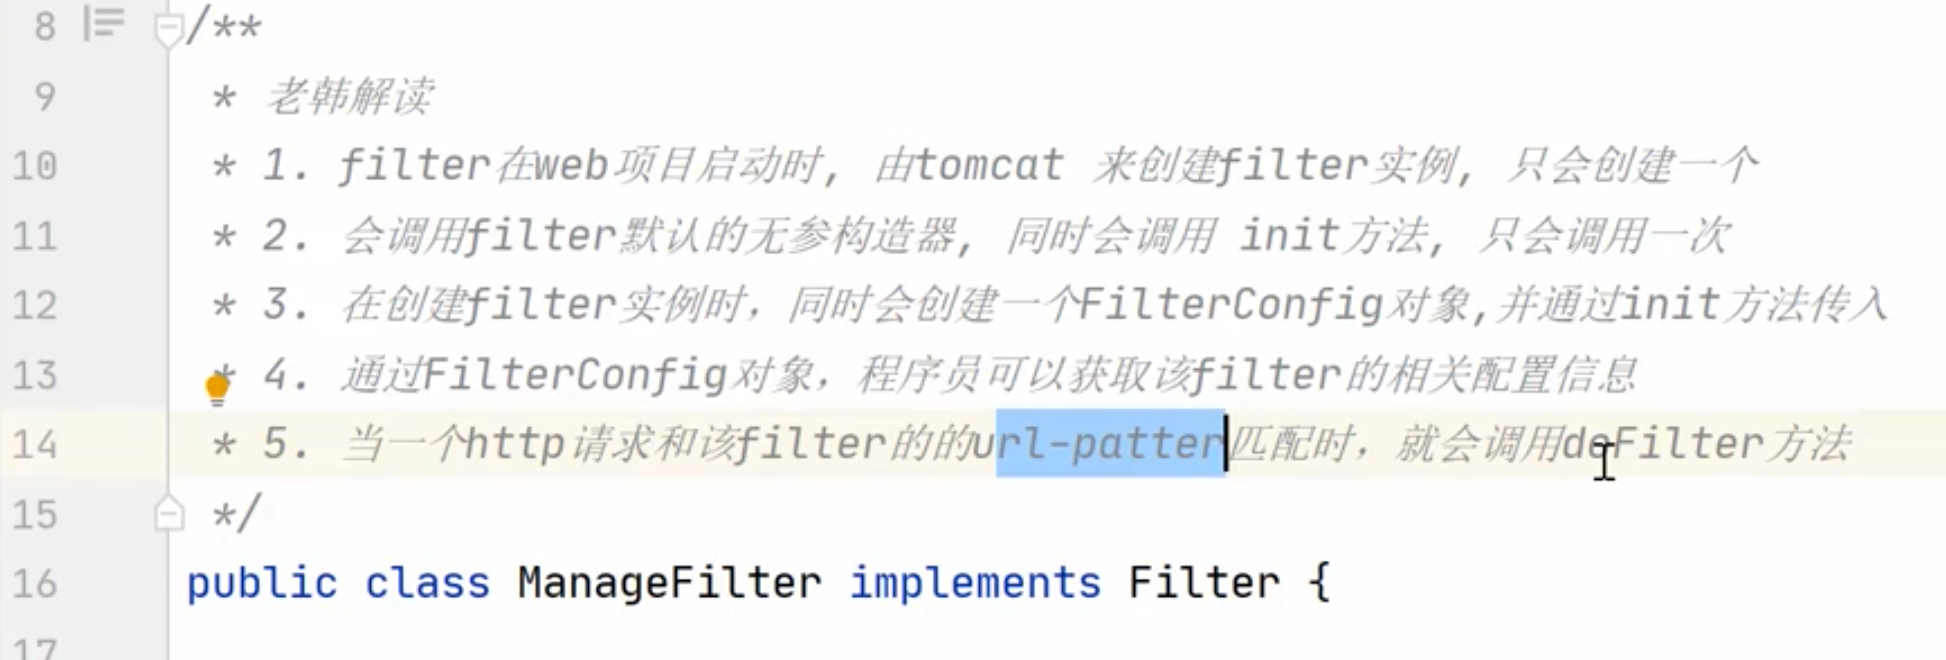 8 /**
9 * 老韩解读
10 * 1. filter在web项目启动时, 由tomcat 来创建filter实例, 只会创建一个
11 * 2. 会调用filter默认的无参构造器, 同时会调用 init方法, 只会调用一次
12 * 3. 在创建filter实例时，同时会创建一个FilterConfig对象,并通过init方法传入
13 * 4. 通过FilterConfig对象，程序员可以获取该filter的相关配置信息
14 * 5. 当一个http请求和该filter的的url-patter匹配时，就会调用doFilter方法
15 */
16 public class ManageFilter implements Filter {
17